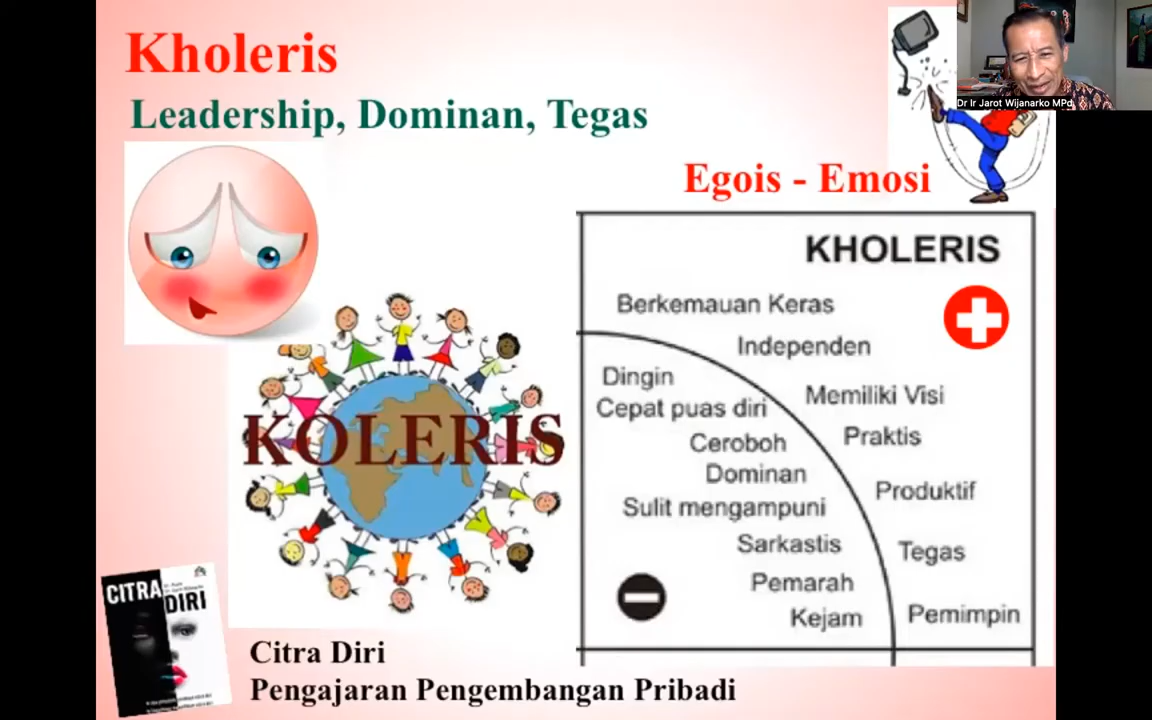 Kholeris
Leadership, Dominan, Tegas
Dr Ir Jarot Wijanarko MPd
Egois - Emosi
KHOLERIS
Berkemauan Keras
Independen
Dingin
Memiliki Visi
Cepat puas diri
Praktis
Ceroboh
Dominan
Produktif
Sulit mengampuni
Sarkastis
Tegas
Pemarah
Kejam
Pemimpin
KOLERIS
CITRA
DIRI
Citra Diri
Pengajaran Pengembangan Pribadi